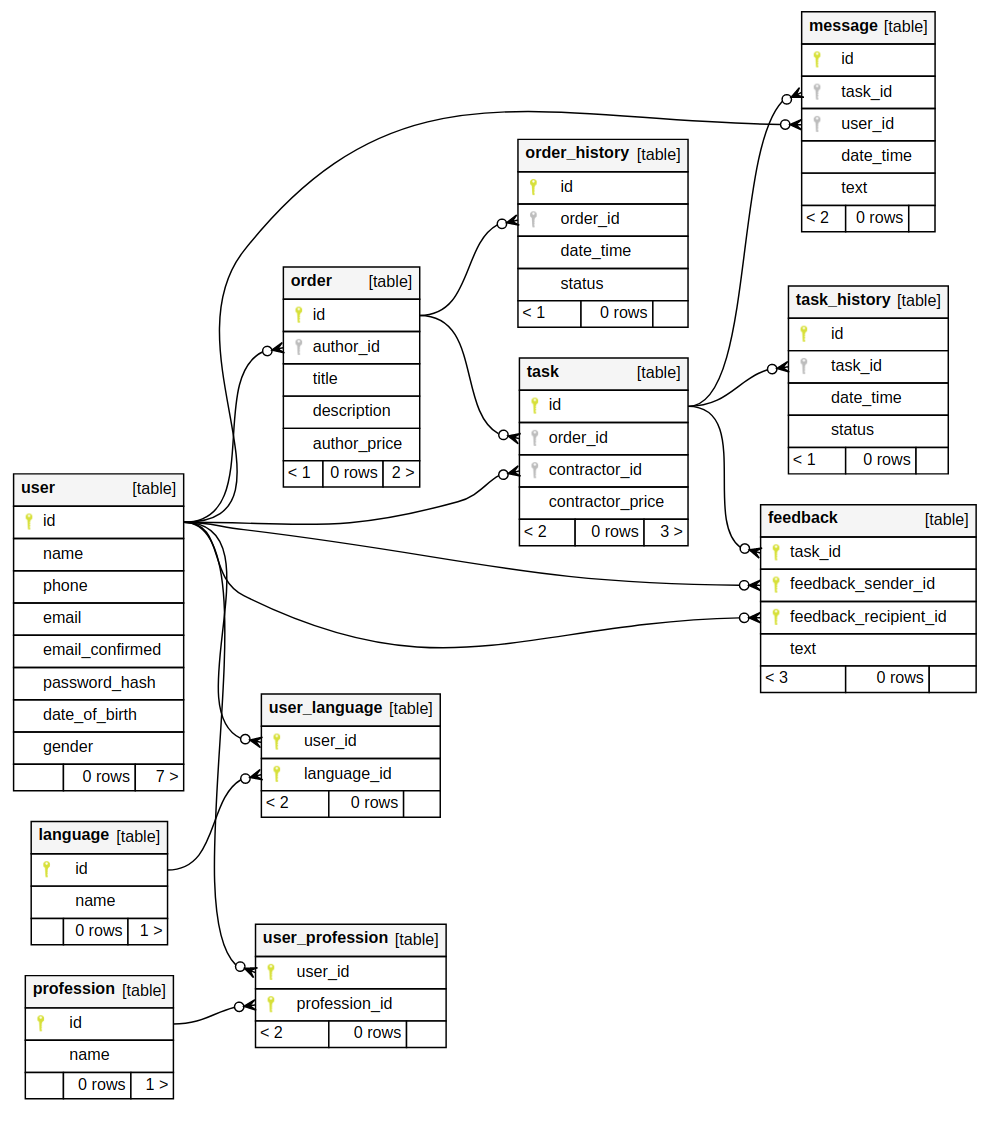 message [table]
id
task_id
user_id
date_time
text
< 2 0 rows
order_history [table]
id
order_id
date_time
status
< 1 0 rows
order [table]
id
author_id
title
description
author_price
< 1 0 rows 2 >
task_history [table]
id
task_id
date_time
status
< 1 0 rows
task [table]
id
order_id
contractor_id
contractor_price
< 2 0 rows 3 >
user [table]
id
name
phone
email
email_confirmed
password_hash
date_of_birth
gender
0 rows 7 >
feedback [table]
task_id
feedback_sender_id
feedback_recipient_id
text
< 3 0 rows
user_language [table]
user_id
language_id
< 2 0 rows
language [table]
id
name
0 rows 1 >
user_profession [table]
user_id
profession_id
< 2 0 rows
profession [table]
id
name
0 rows 1 >